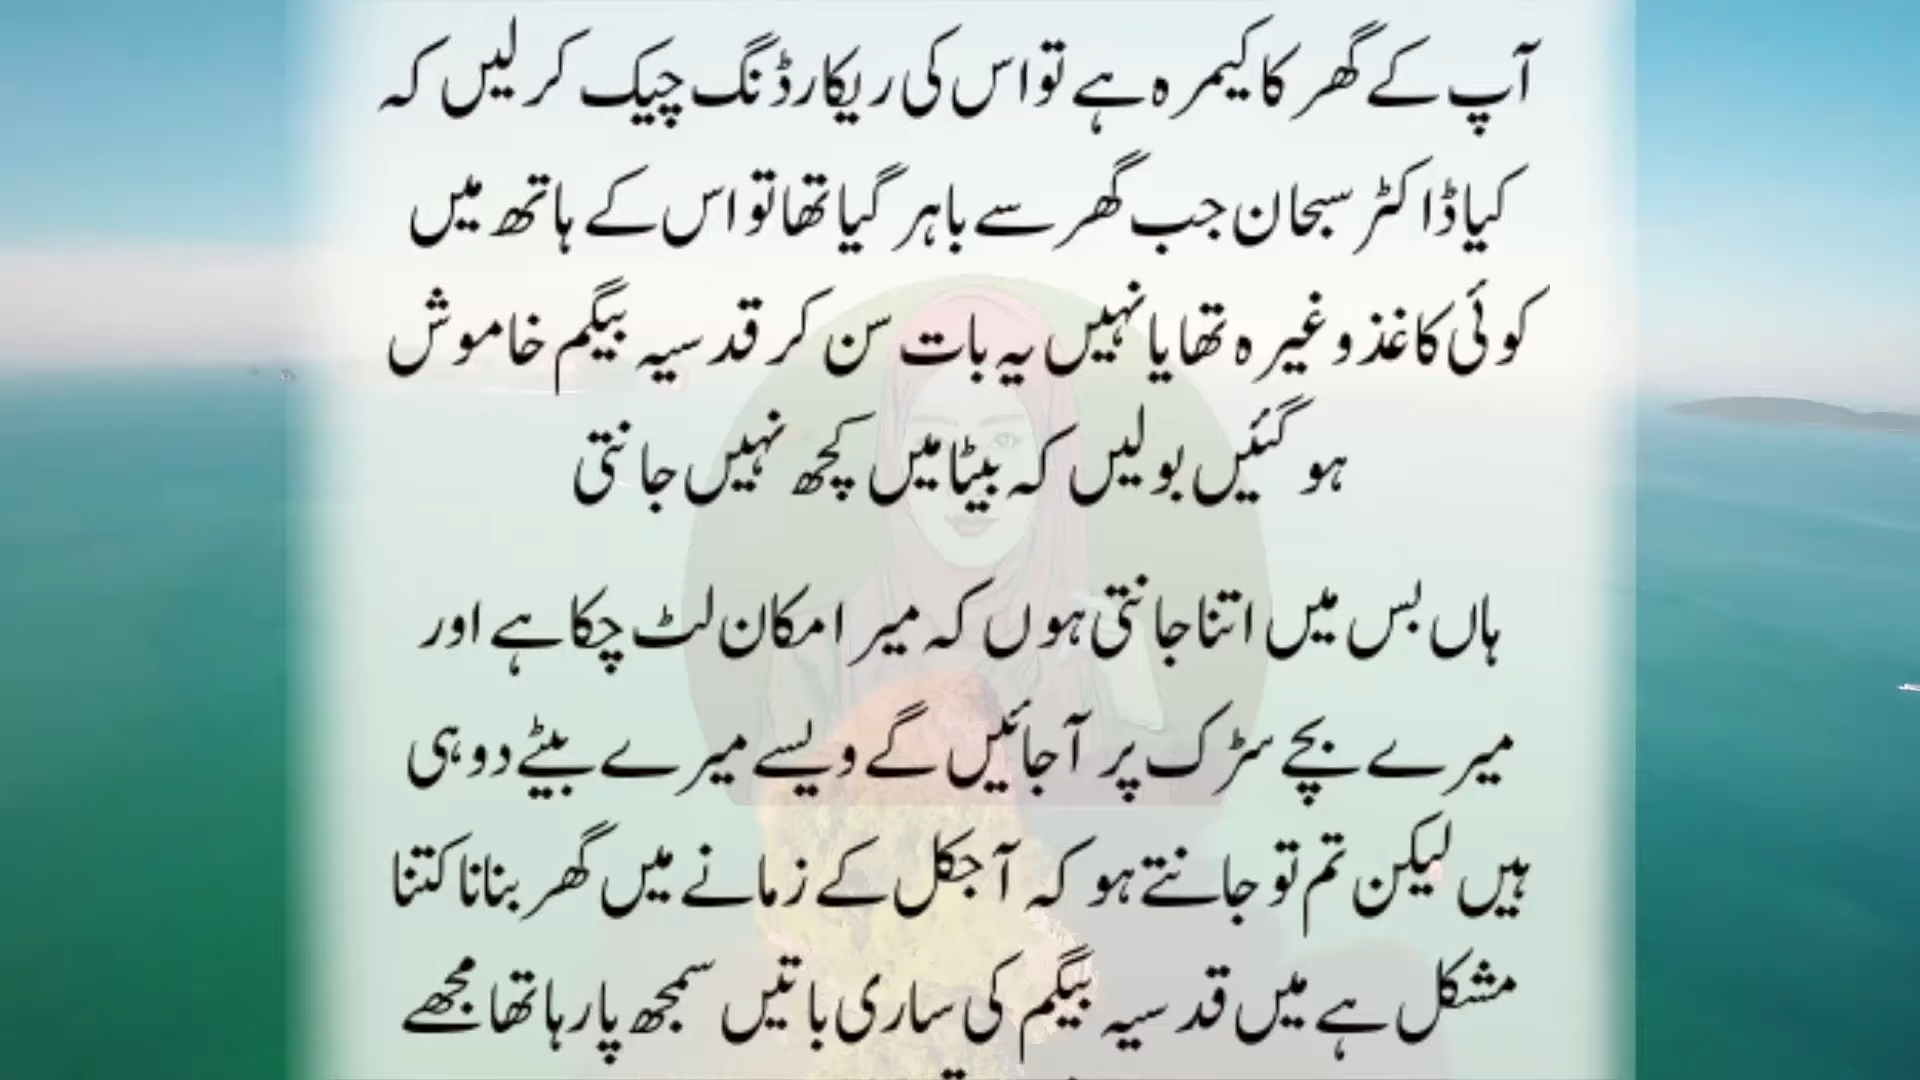 آپ کے گھر کا کیمرہ ہے تو اس کی ریکارڈنگ چیک کر لیں کہ
کیا ڈاکٹر سبحان جب گھر سے باہر گیا تھا تو اس کے ہاتھ میں
کوئی کاغذ وغیرہ تھا یا نہیں یہ بات سن کر قدسیہ بیگم خاموش
ہو گئیں بولیں کہ بیٹا میں کچھ نہیں جانتی
ہاں بس میں اتنا جانتی ہوں کہ میرا مکان لٹ چکا ہے اور
میرے بچے سڑک پر آجائیں گے ویسے میرے بیٹے دو ہی
ہیں لیکن تم تو جانتے ہو کہ آجکل کے زمانے میں گھر بنانا کتنا
مشکل ہے میں قدسیہ بیگم کی ساری باتیں سمجھ پا رہا تھا مجھے